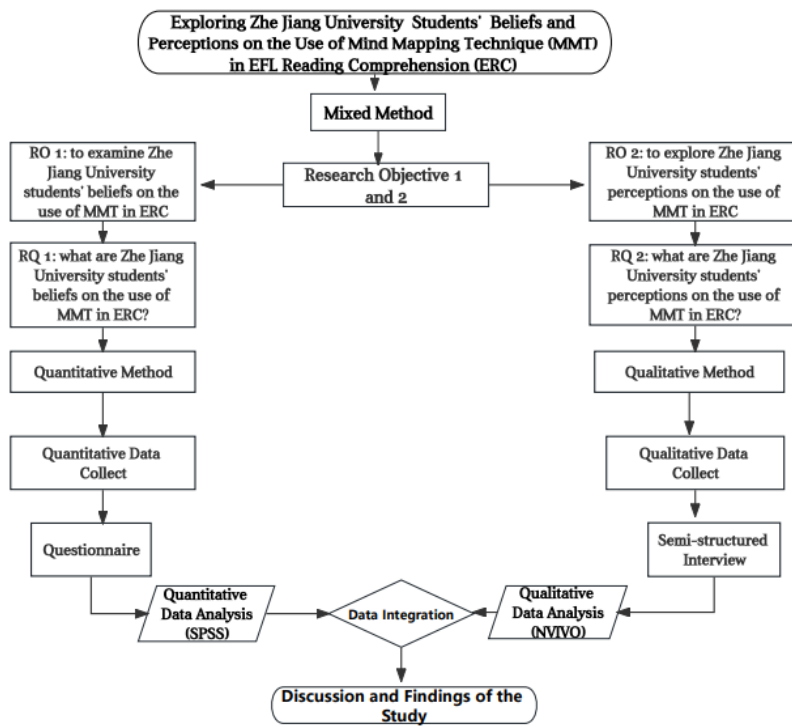 Exploring Zhe Jiang University Students' Beliefs and
Perceptions on the Use of Mind Mapping Technique (MMT)
in EFL Reading Comprehension (ERC)
Mixed Method
Research Objective 1
and 2
RO 1: to examine Zhe
Jiang University
students' beliefs on the
use of MMT in ERC
RO 2: to explore Zhe Jiang
University students'
perceptions on the use of
MMT in ERC
RQ 1: what are Zhe Jiang
University students'
beliefs on the use of
MMT in ERC?
RQ 2: what are Zhe Jiang
University students'
perceptions on the use of
MMT in ERC?
Quantitative Method
Qualitative Method
Quantitative Data
Collect
Qualitative Data
Collect
Questionnaire
Semi-structured
Interview
Quantitative
Data Analysis
(SPSS)
Data Integration
Qualitative
Data Analysis
(NVIVO)
Discussion and Findings of the
Study